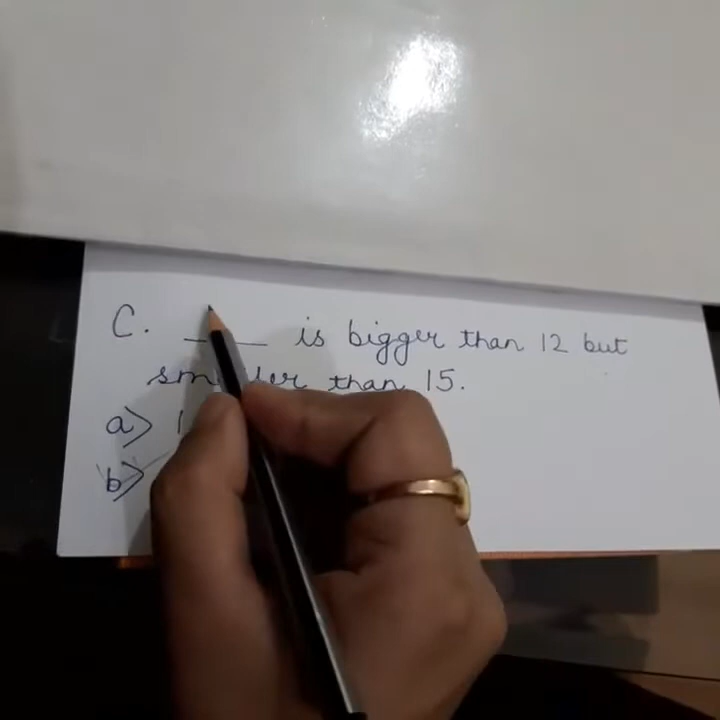 C. ____ is bigger than 12 but
than 15.
a>
b>